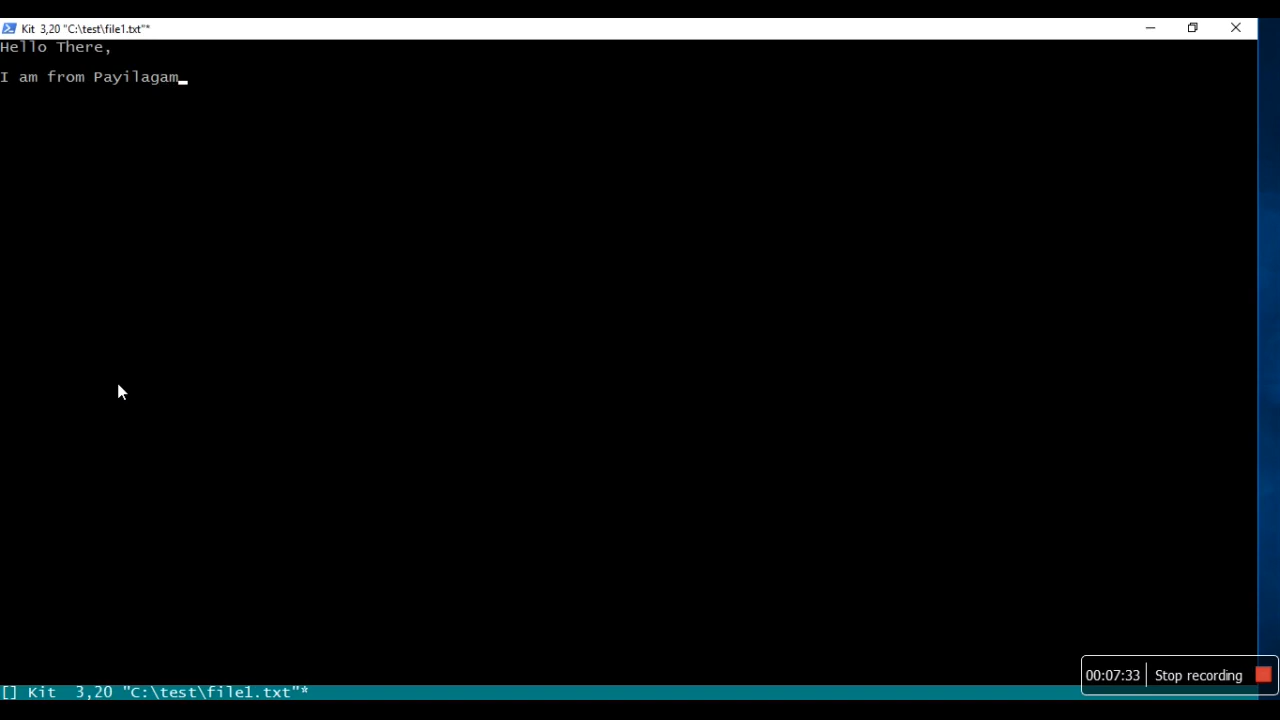 Kit 3,20 "C:\test\file1.txt"*
Hello There,
I am from Payilagam
[] Kit 3,20 "C:\test\file1.txt"*
00:07:33 Stop recording